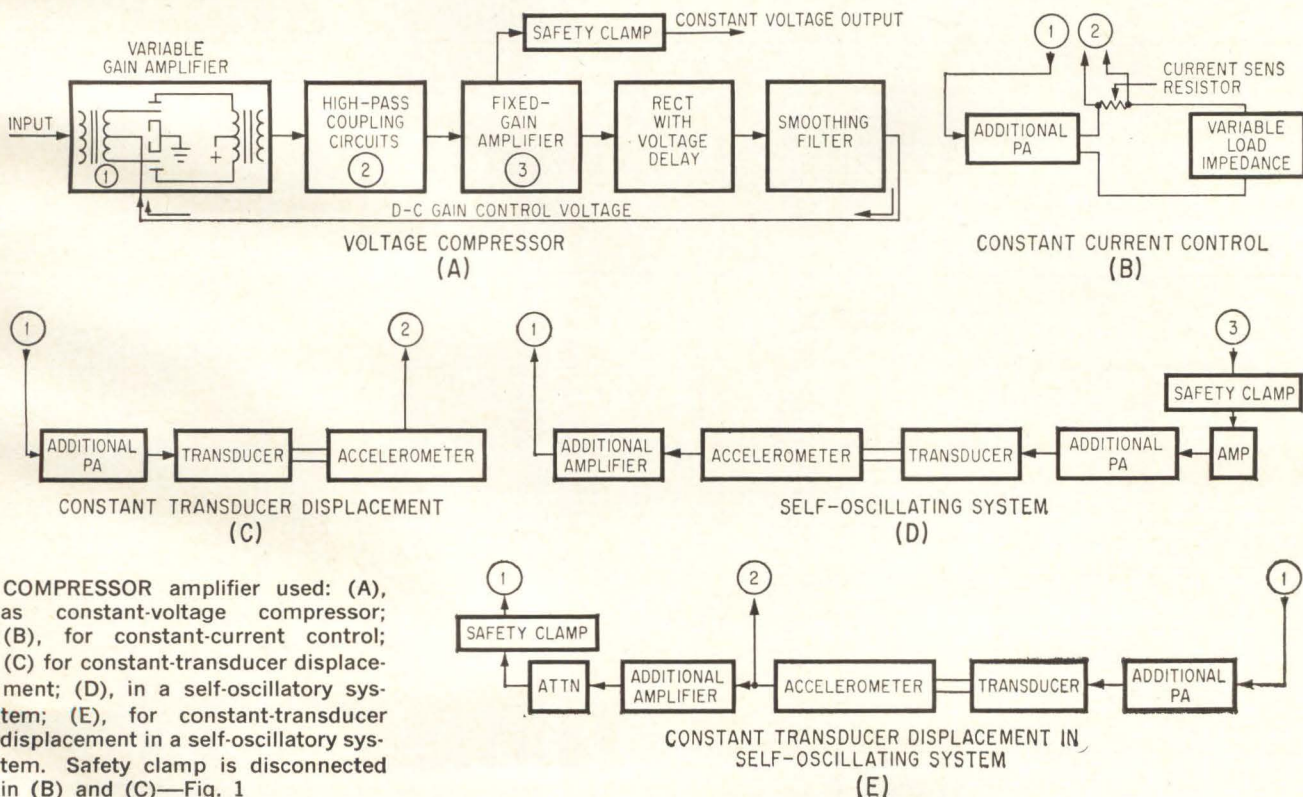 VARIABLE
GAIN AMPLIFIER
INPUT
1
HIGH-PASS
COUPLING
CIRCUITS
2
FIXED-
GAIN
AMPLIFIER
3
SAFETY CLAMP
CONSTANT VOLTAGE OUTPUT
RECT
WITH
VOLTAGE
DELAY
SMOOTHING
FILTER
D-C GAIN CONTROL VOLTAGE
VOLTAGE COMPRESSOR
(A)
1
2
CURRENT SENS
RESISTOR
ADDITIONAL
PA
VARIABLE
LOAD
IMPEDANCE
CONSTANT CURRENT CONTROL
(B)
1
2
ADDITIONAL
PA
TRANSDUCER
ACCELEROMETER
CONSTANT TRANSDUCER DISPLACEMENT
(C)
1
3
SAFETY CLAMP
ADDITIONAL
AMPLIFIER
ACCELEROMETER
TRANSDUCER
ADDITIONAL
PA
AMP
SELF-OSCILLATING SYSTEM
(D)
COMPRESSOR amplifier used: (A),
as constant-voltage compressor;
(B), for constant-current control;
(C) for constant-transducer displace-
ment; (D), in a self-oscillatory sys-
tem; (E), for constant-transducer
displacement in a self-oscillatory sys-
tem. Safety clamp is disconnected
in (B) and (C)—Fig. 1
1
2
1
SAFETY CLAMP
ATTN
ADDITIONAL
AMPLIFIER
ACCELEROMETER
TRANSDUCER
ADDITIONAL
PA
CONSTANT TRANSDUCER DISPLACEMENT IN
SELF-OSCILLATING SYSTEM
(E)